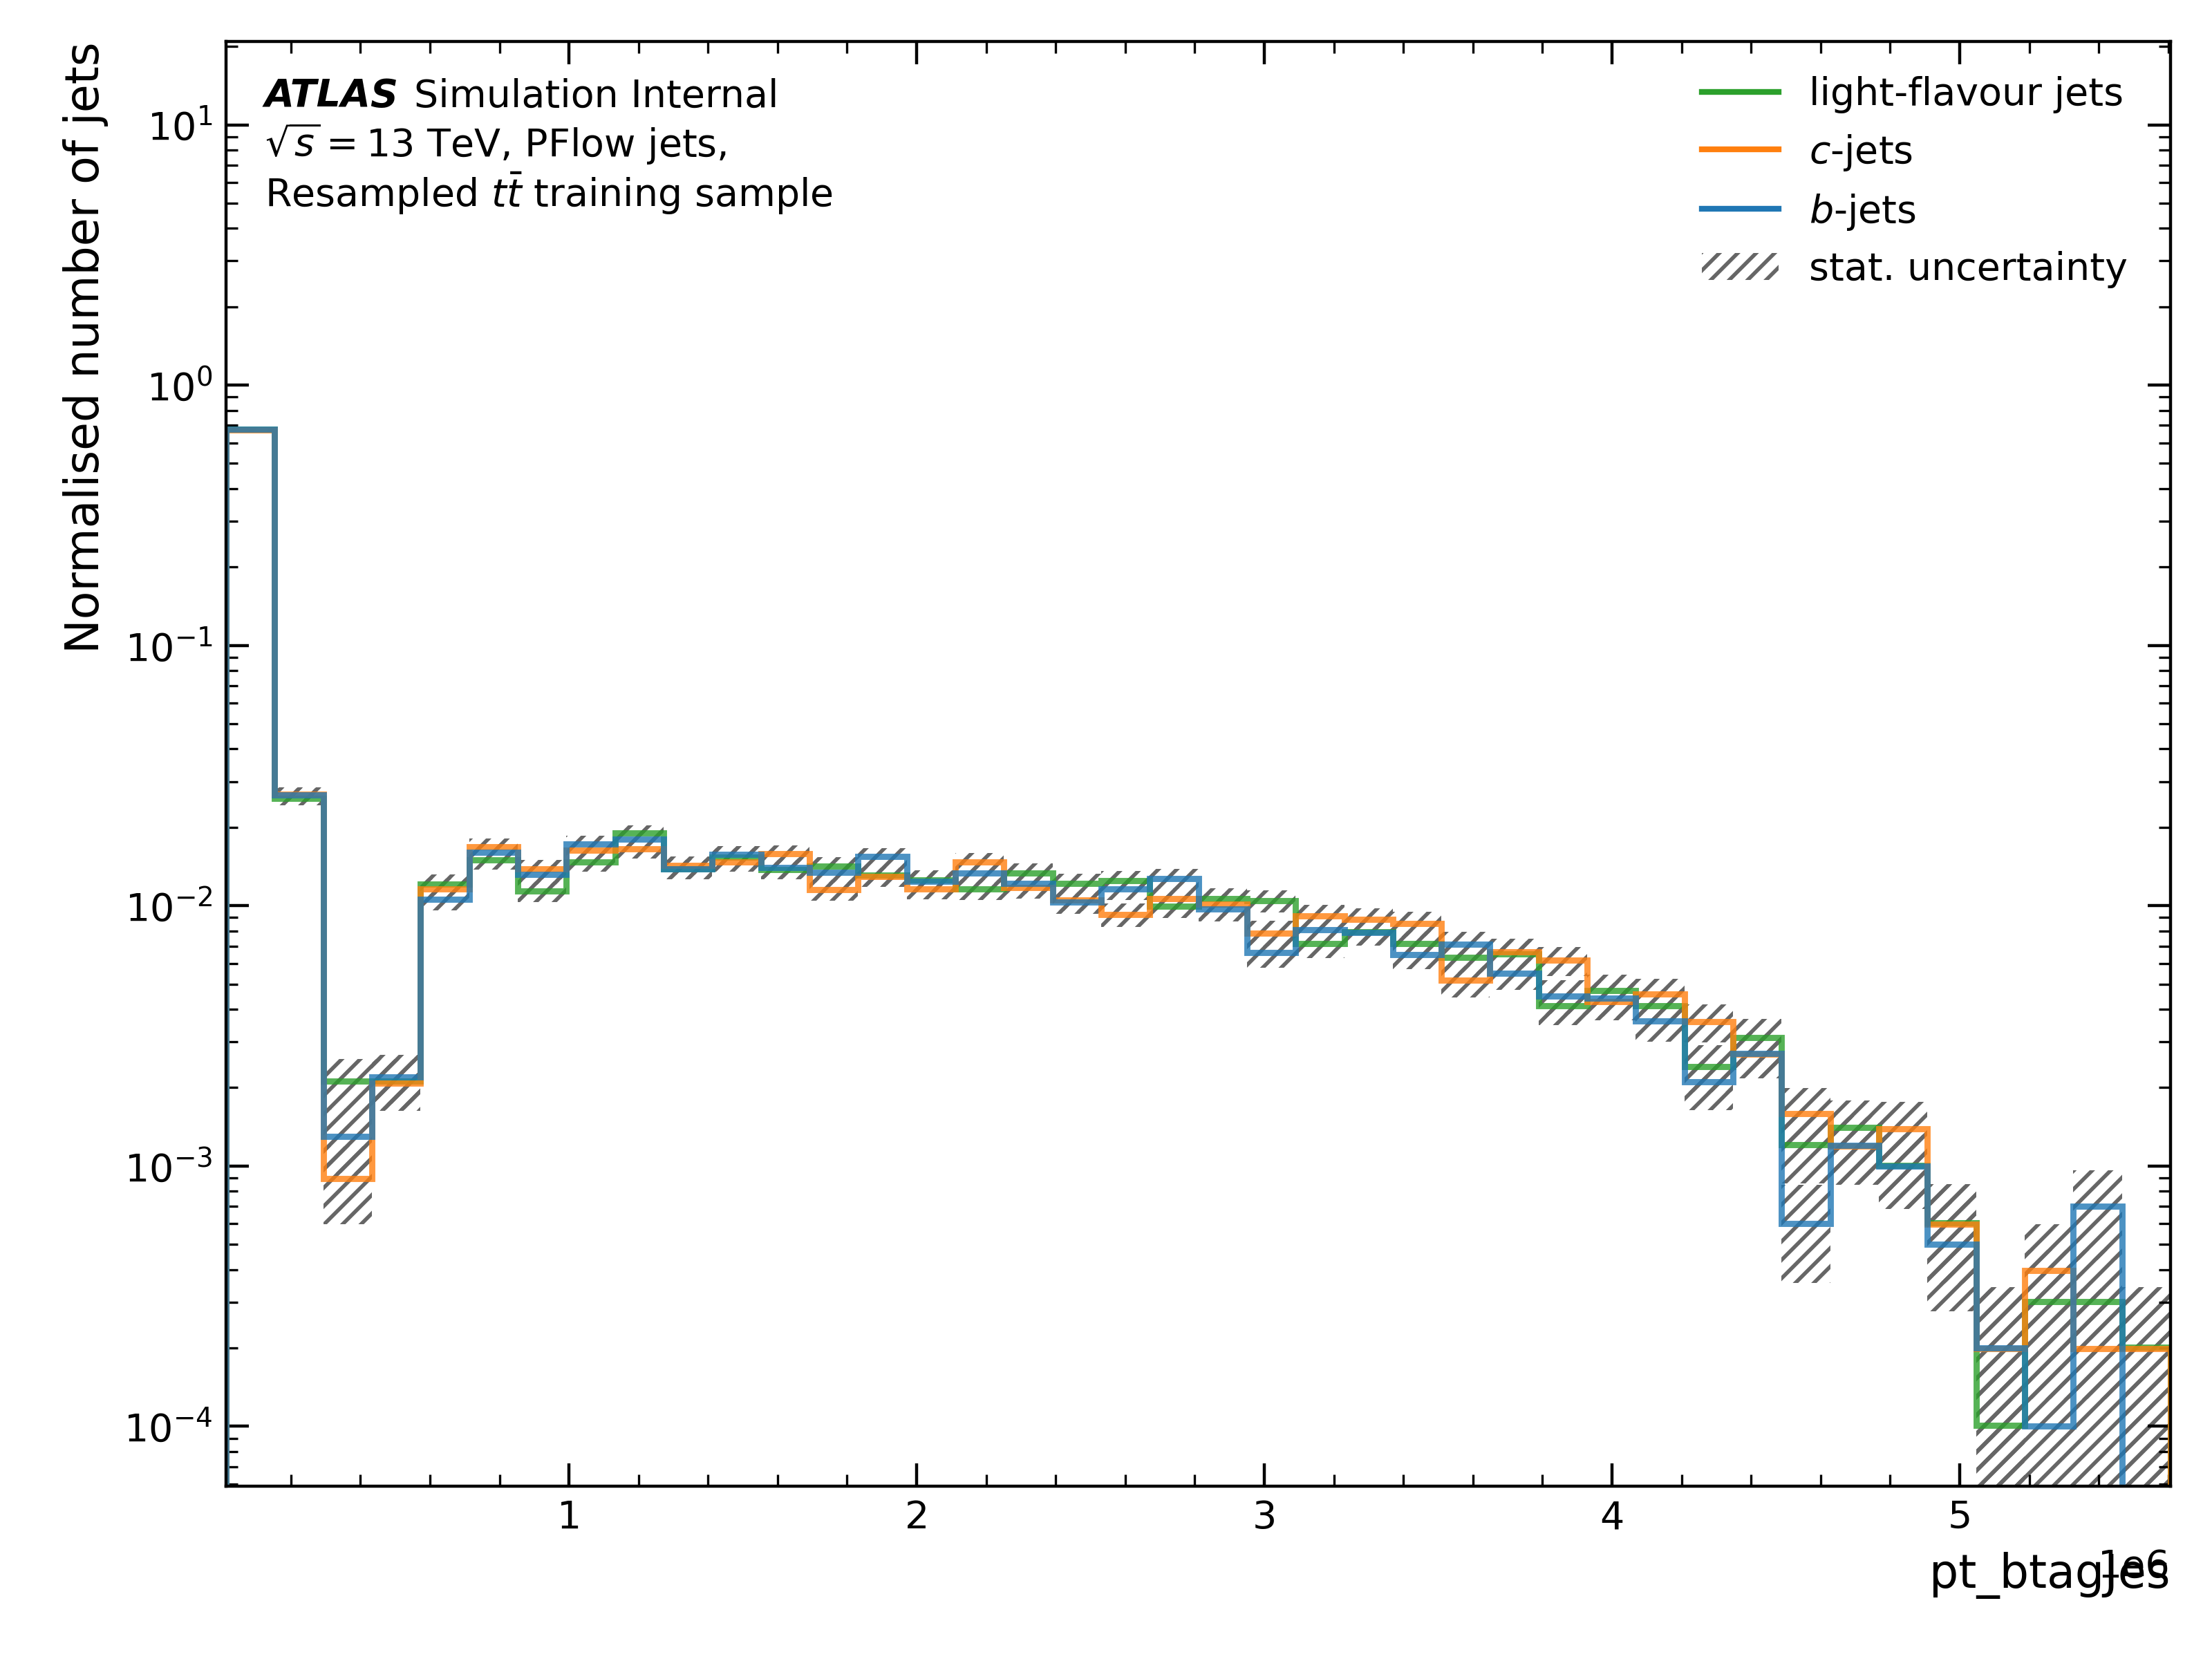 Normalised number of jets
ATLAS Simulation Internal
√s = 13 TeV, PFlow jets,
Resampled tt̄ training sample
light-flavour jets
c-jets
b-jets
stat. uncertainty
10¹
10⁰
10⁻¹
10⁻²
10⁻³
10⁻⁴
1 2 3 4 5
1e6
pt_btagJes